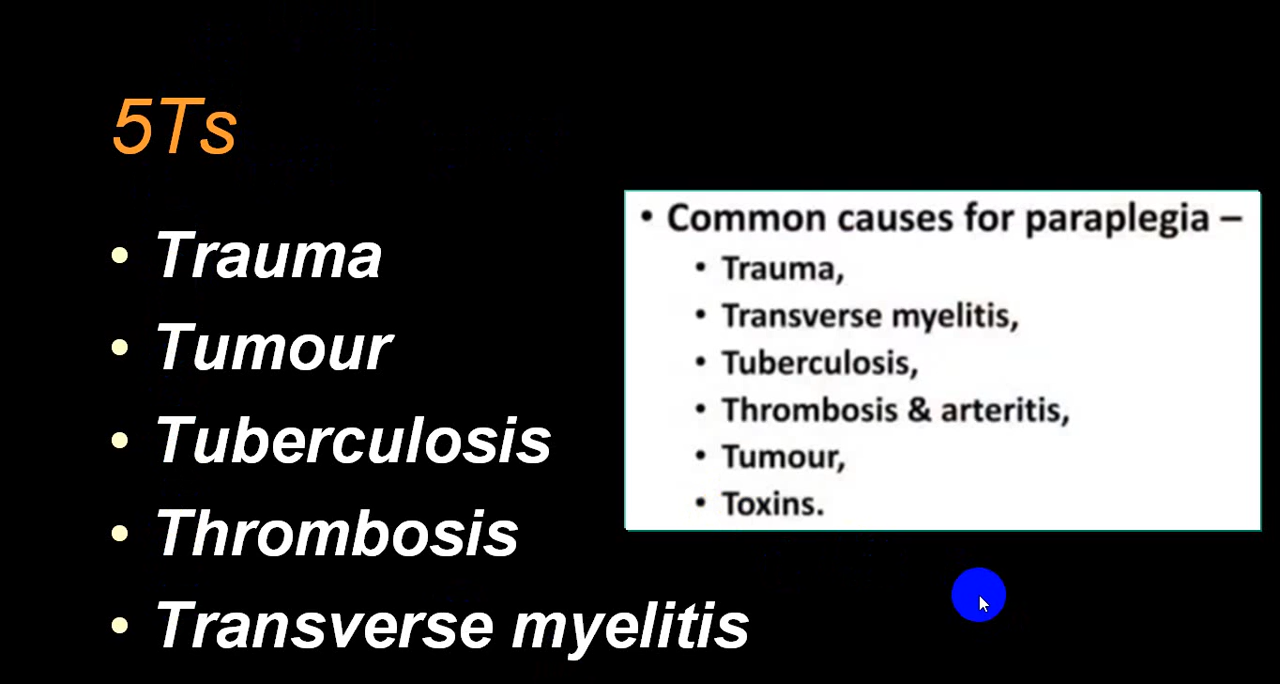 5Ts
• Trauma
• Tumour
• Tuberculosis
• Thrombosis
• Transverse myelitis
• Common causes for paraplegia –
• Trauma,
• Transverse myelitis,
• Tuberculosis,
• Thrombosis & arteritis,
• Tumour,
• Toxins.